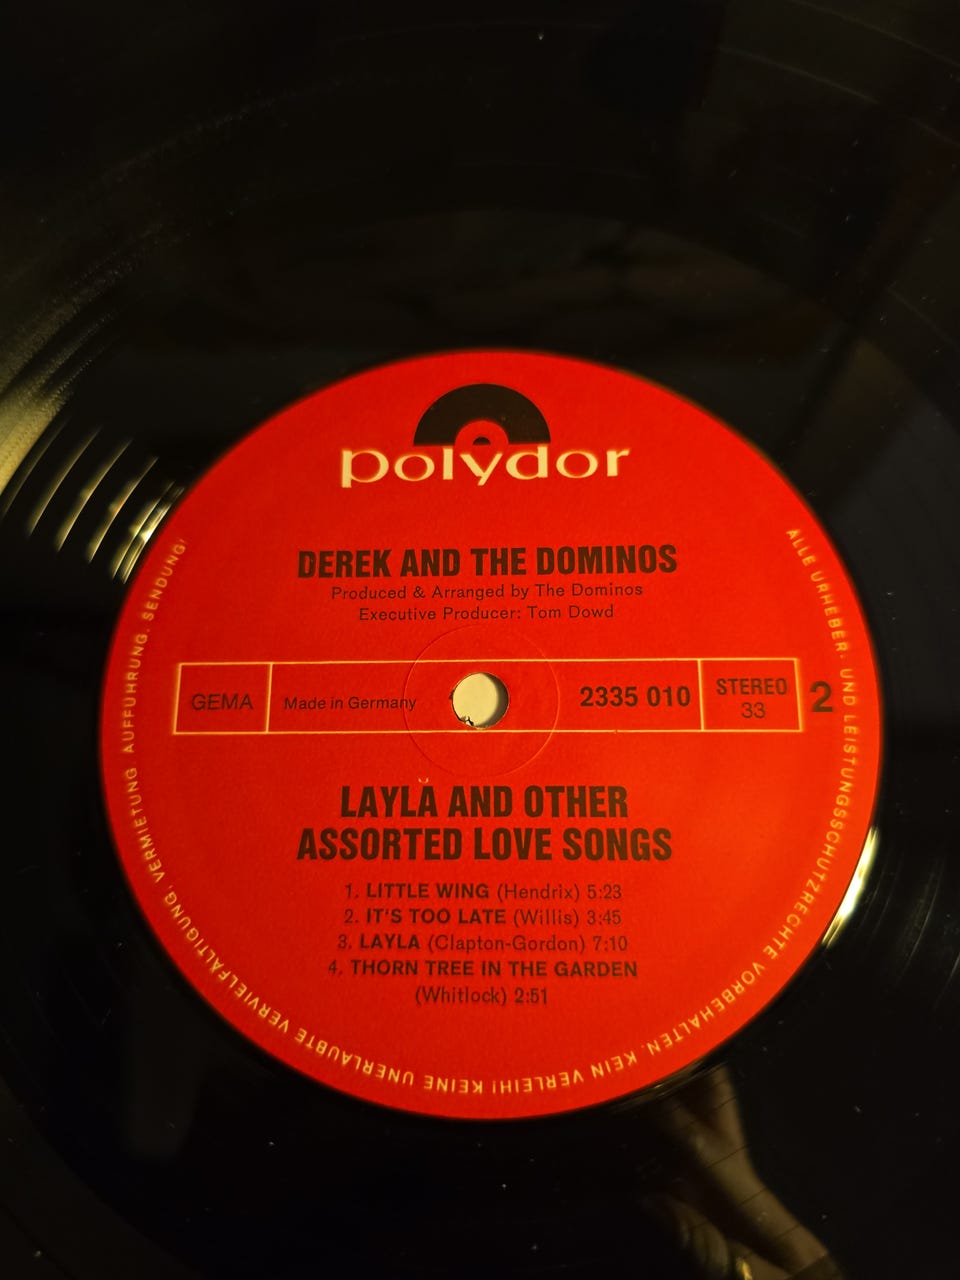 polydor
DEREK AND THE DOMINOS
Produced & Arranged by The Dominos
Executive Producer: Tom Dowd
GEMA
Made in Germany
2335 010
STEREO
33
2
LAYLA AND OTHER
ASSORTED LOVE SONGS
1. LITTLE WING (Hendrix) 5:23
2. IT'S TOO LATE (Willis) 3:45
3. LAYLA (Clapton-Gordon) 7:10
4. THORN TREE IN THE GARDEN
(Whitlock) 2:51
ALLE URHEBER- UND LEISTUNGSSCHUTZRECHTE VORBEHALTEN. KEIN VERLEIH! KEINE UNERLAUBTE VERVIELFÄLTIGUNG, VERMIETUNG AUFFÜHRUNG, SENDUNG!